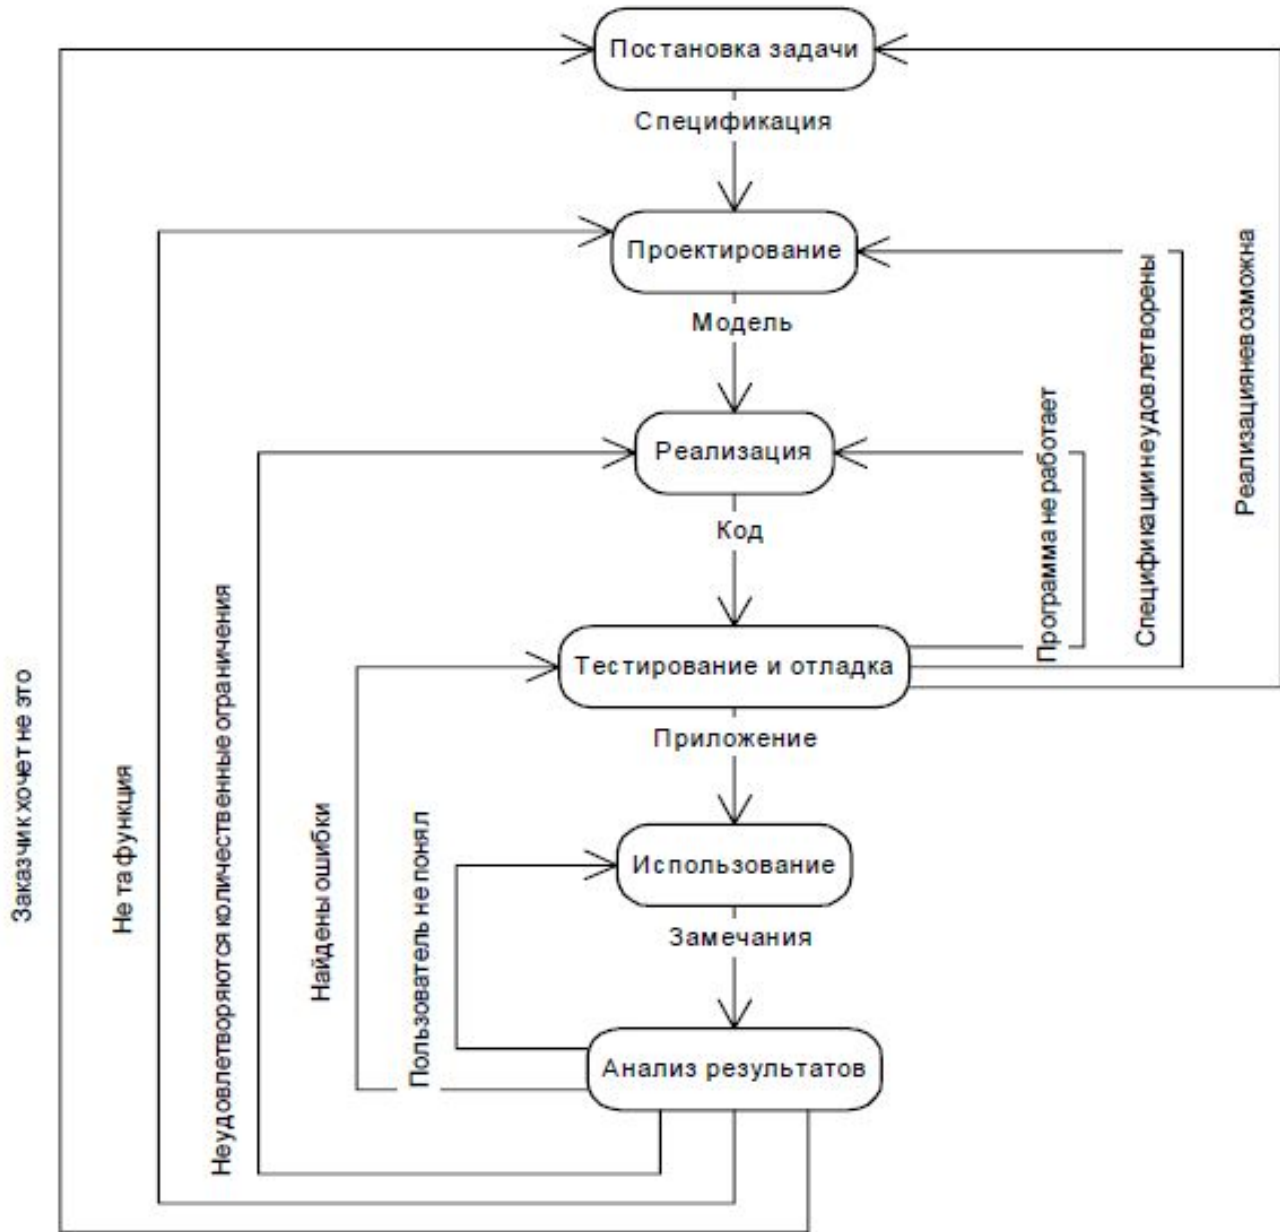 Постановка задачи
Спецификация
Проектирование
Модель
Реализация
Код
Тестирование и отладка
Приложение
Использование
Замечания
Анализ результатов
Заказчик хочет не это
Не та функция
Неудовлетворяются количественные ограничения
Найдены ошибки
Пользователь не понял
Программа не работает
Спецификации неудовлетворены
Реализация невозможна